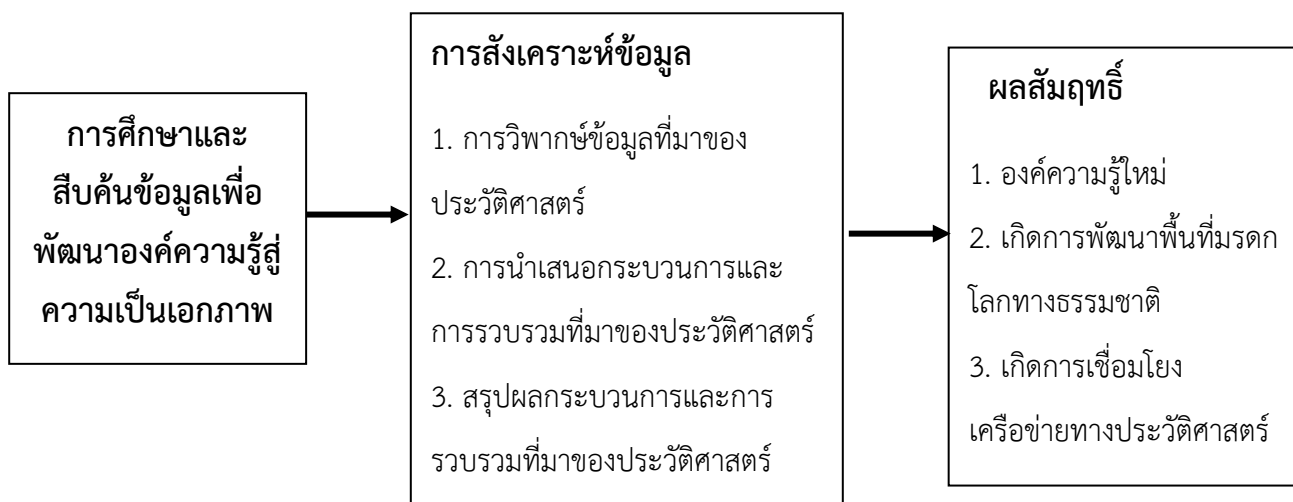 การศึกษาและ
สืบค้นข้อมูลเพื่อ
พัฒนาองค์ความรู้สู่
ความเป็นเอกภาพ
การสังเคราะห์ข้อมูล
1. การวิพากษ์ข้อมูลที่มาของ
ประวัติศาสตร์
2. การนำเสนอกระบวนการและ
การรวบรวมที่มาของประวัติศาสตร์
3. สรุปผลกระบวนการและการ
รวบรวมที่มาของประวัติศาสตร์
ผลสัมฤทธิ์
1. องค์ความรู้ใหม่
2. เกิดการพัฒนาพื้นที่มรดก
โลกทางธรรมชาติ
3. เกิดการเชื่อมโยง
เครือข่ายทางประวัติศาสตร์